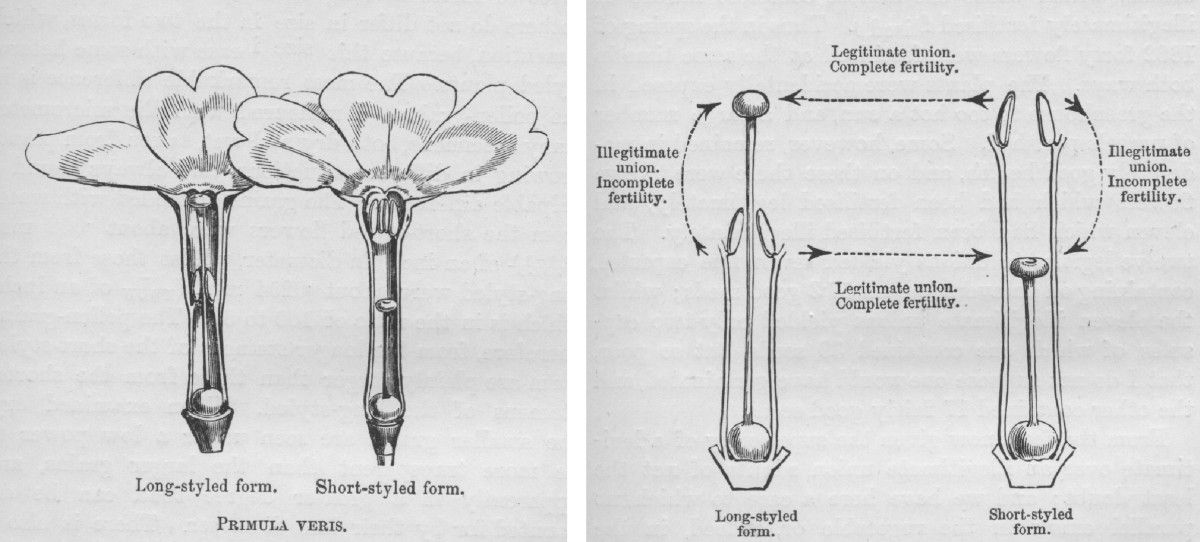 Long-styled form.
Short-styled form.
PRIMULA VERIS.
Legitimate union.
Complete fertility.
Illegitimate
union.
Incomplete
fertility.
Illegitimate
union.
Incomplete
fertility.
Legitimate union.
Complete fertility.
Long-styled
form.
Short-styled
form.